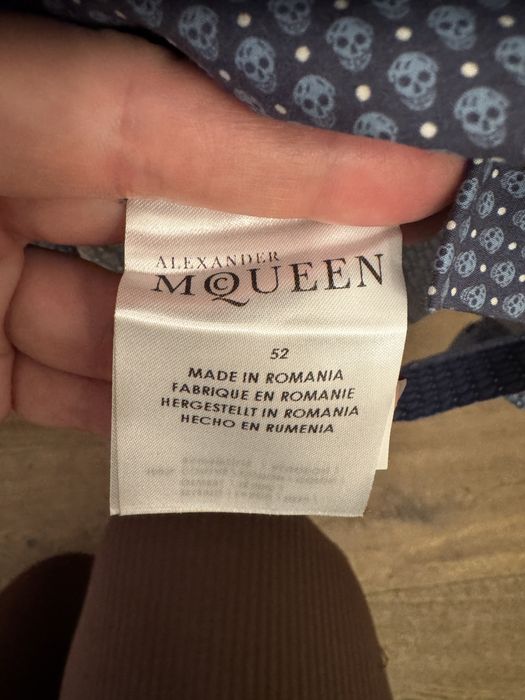 ALEXANDER
McQUEEN
52
MADE IN ROMANIA
FABRIQUE EN ROMANIE
HERGESTELLT IN ROMANIA
HECHO EN RUMENIA